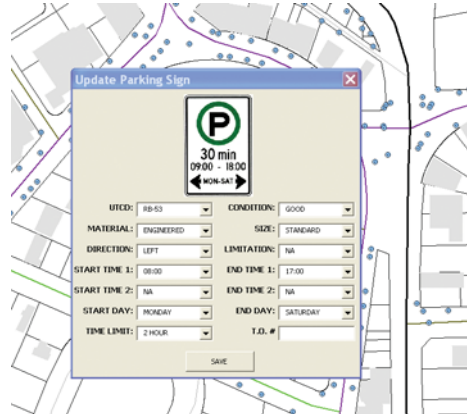 Update Parking Sign
P
30 min
09:00 - 18:00
MON-SAT
UTCD: RB-53 CONDITION: GOOD
MATERIAL: ENGINEERED SIZE: STANDARD
DIRECTION: LEFT LIMITATION: NA
START TIME 1: 08:00 END TIME 1: 17:00
START TIME 2: NA END TIME 2: NA
START DAY: MONDAY END DAY: SATURDAY
TIME LIMIT: 2 HOUR T.O. #
SAVE